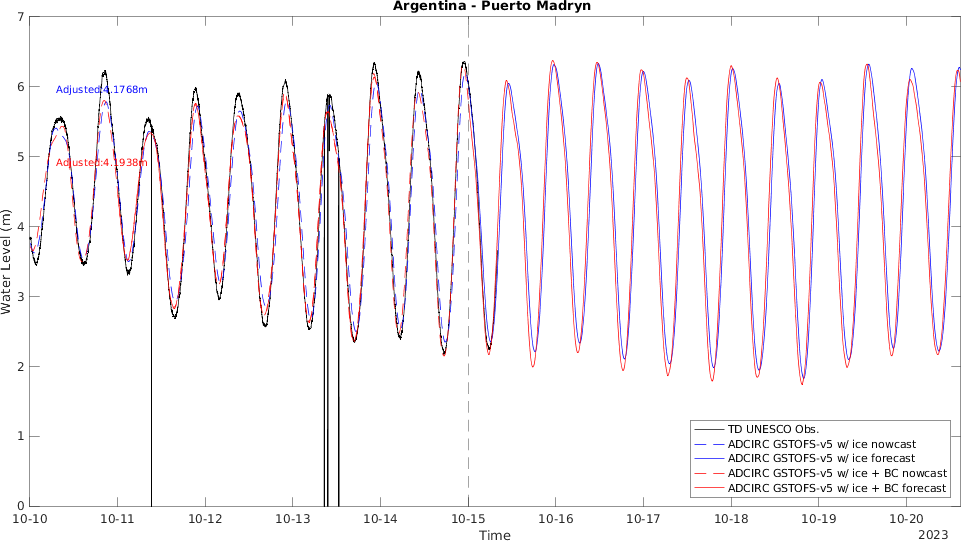 Argentina - Puerto Madryn
7
6
5
4
3
2
1
0
Water Level (m)
Adjusted:4.1768m
Adjusted:4.1938m
TD UNESCO Obs.
ADCIRC GSTOFS-v5 w/ ice nowcast
ADCIRC GSTOFS-v5 w/ ice forecast
ADCIRC GSTOFS-v5 w/ ice + BC nowcast
ADCIRC GSTOFS-v5 w/ ice + BC forecast
10-10 10-11 10-12 10-13 10-14 10-15 10-16 10-17 10-18 10-19 10-20
Time
2023